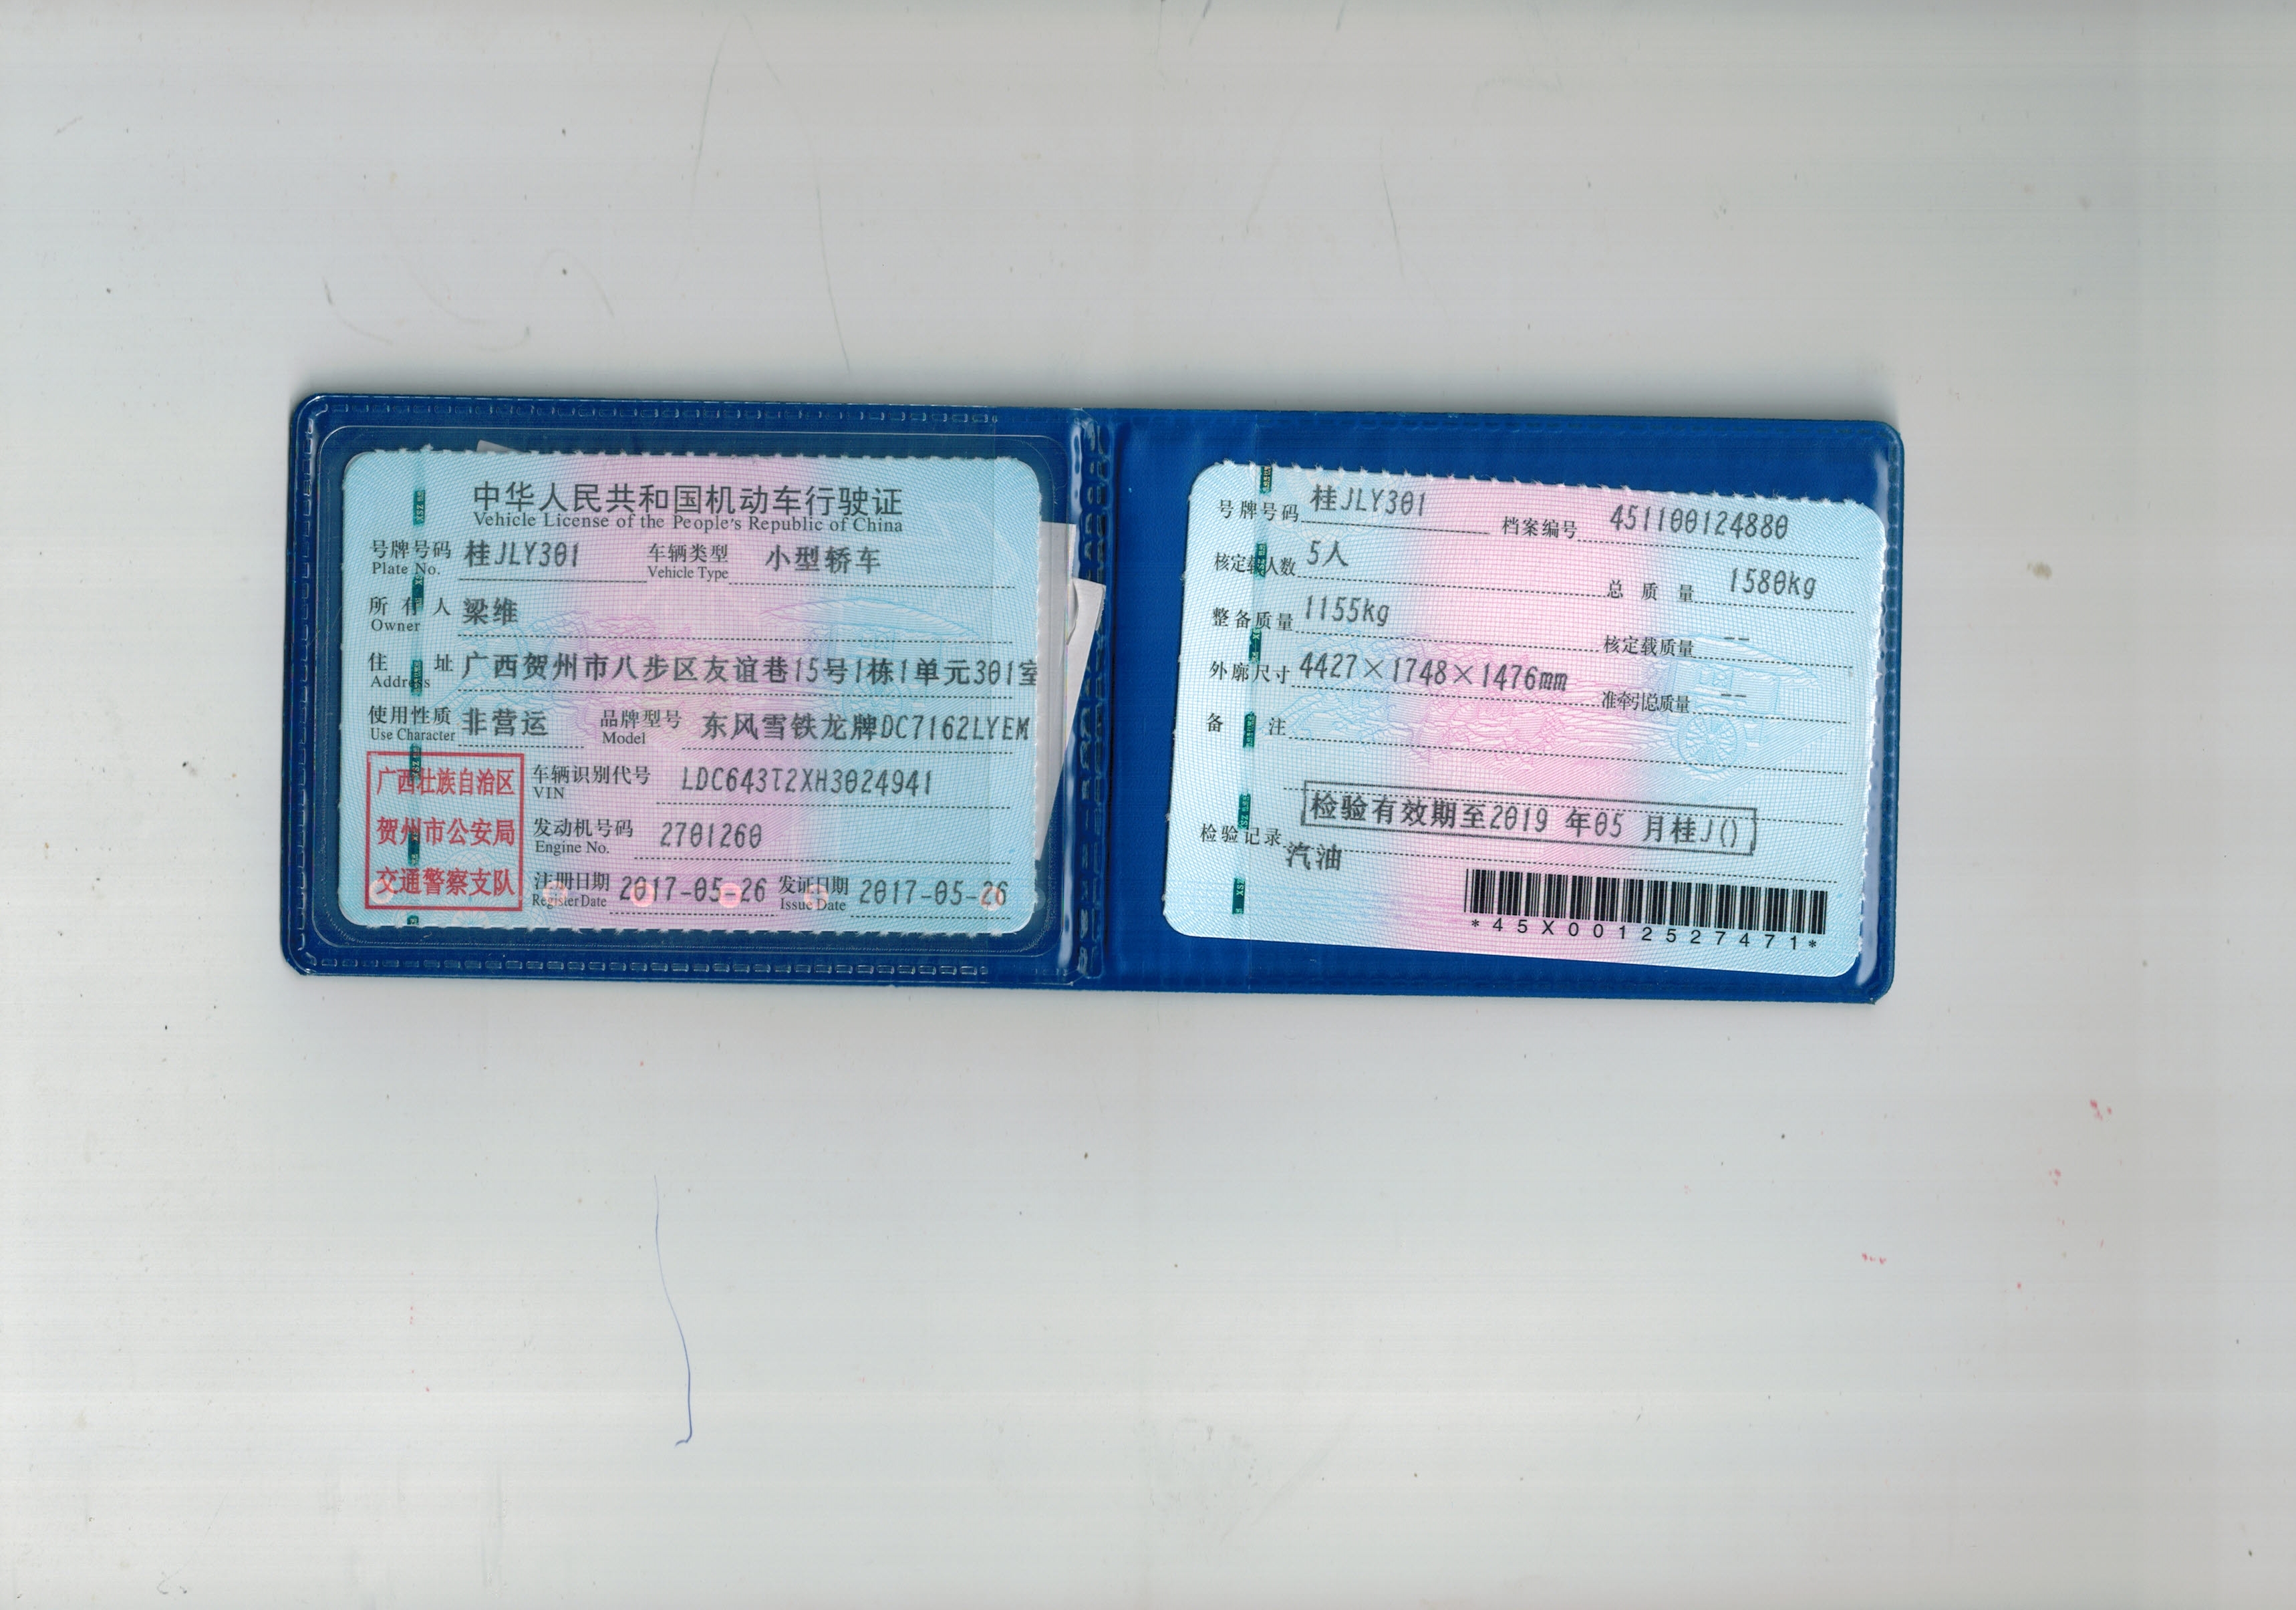 中华人民共和国机动车行驶证
Vehicle License of the People's Republic of China
号牌号码 桂JLY301 车辆类型 小型轿车
Plate No. Vehicle Type
所有人 梁维
Owner
住址 广西贺州市八步区友谊巷15号1栋1单元301室
Address
使用性质 非营运 品牌型号 东风雪铁龙牌DC7162LYEM
Use Character Model
广西壮族自治区
贺州市公安局
交通警察支队
车辆识别代号 LDC643T2XH3024941
VIN
发动机号码 2701260
Engine No.
注册日期 2017-05-26 发证日期 2017-05-26
Register Date Issue Date
号牌号码 桂JLY301 档案编号 451100124880
核定载人数 5人 总质量 1580kg
整备质量 1155kg 核定载质量 --
外廓尺寸 4427×1748×1476mm 准牵引总质量 --
备注
检验有效期至2019 年05 月桂J()
检验记录 汽油
*45X0012527471*